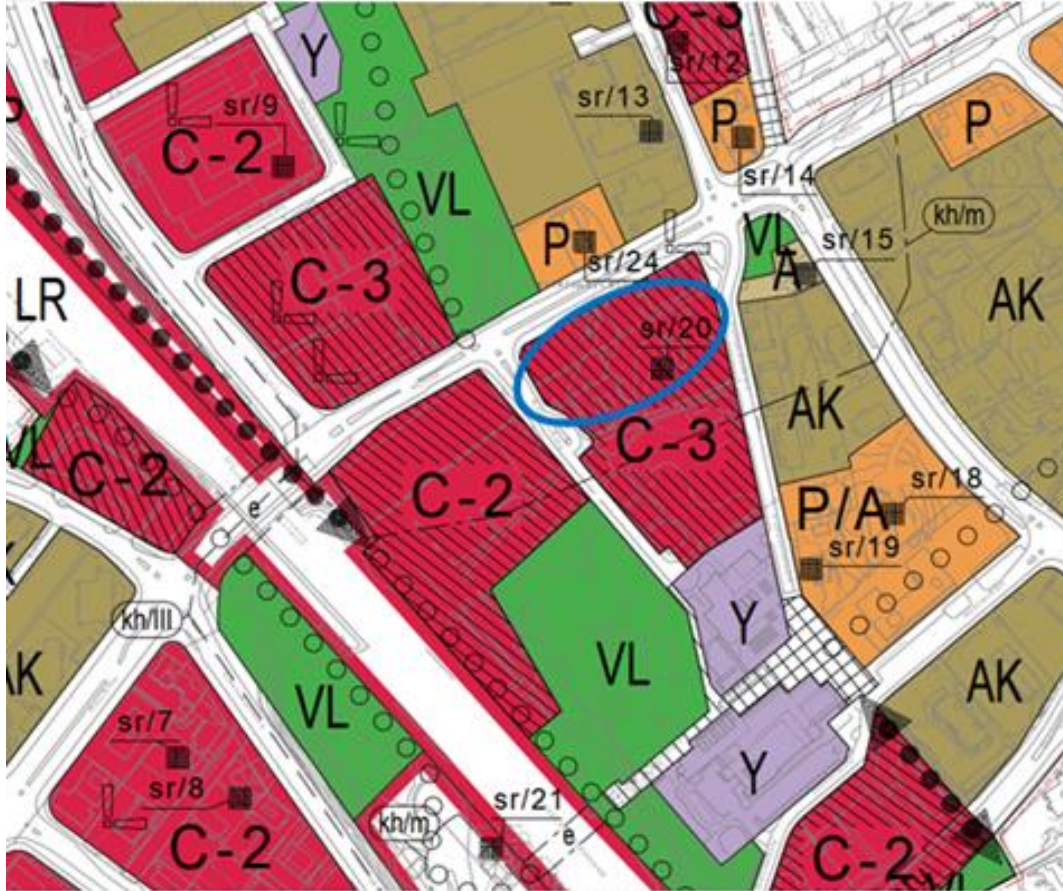 C-3
sr/12
Y
sr/9
C-2
sr/13
P
P
sr/14
VL
kh/m
P
sr/24
VL
sr/15
A
C-3
LR
AK
sr/20
AK
C-3
VL
C-2
C-2
sr/18
P/A
e
sr/19
kh/III
Y
AK
VL
VL
AK
sr/7
Y
sr/8
sr/21
kh/m
e
C-2
C-2